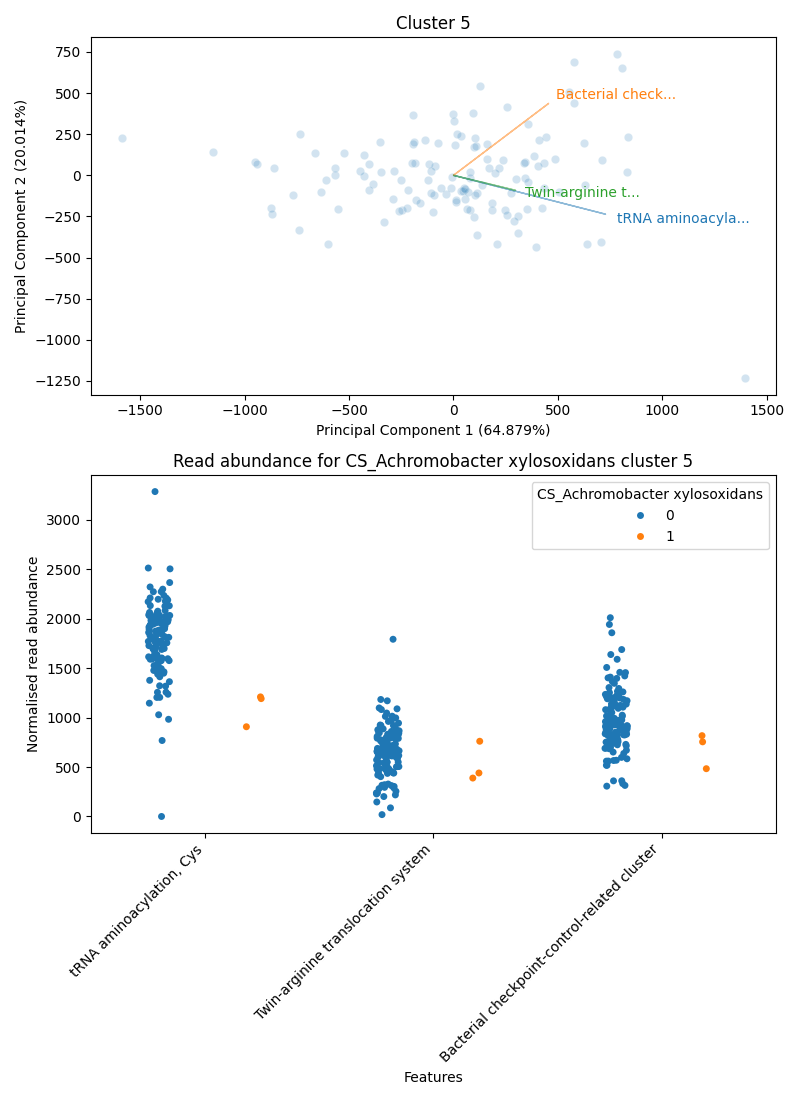 Cluster 5
Principal Component 2 (20.014%)
750
500
250
0
−250
−500
−750
−1000
−1250
Bacterial check...
Twin-arginine t...
tRNA aminoacyla...
−1500
−1000
−500
0
500
1000
1500
Principal Component 1 (64.879%)
Read abundance for CS_Achromobacter xylosoxidans cluster 5
Normalised read abundance
3000
2500
2000
1500
1000
500
0
CS_Achromobacter xylosoxidans
0
1
tRNA aminoacylation, Cys
Twin-arginine translocation system
Bacterial checkpoint-control-related cluster
Features